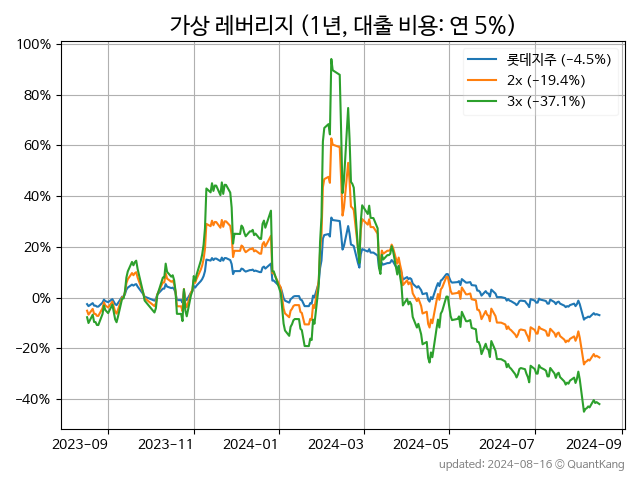 가상 레버리지 (1년, 대출 비용: 연 5%)
롯데지주 (-4.5%)
2x (-19.4%)
3x (-37.1%)
100%
80%
60%
40%
20%
0%
-20%
-40%
2023-09 2023-11 2024-01 2024-03 2024-05 2024-07 2024-09
updated: 2024-08-16 © QuantKang